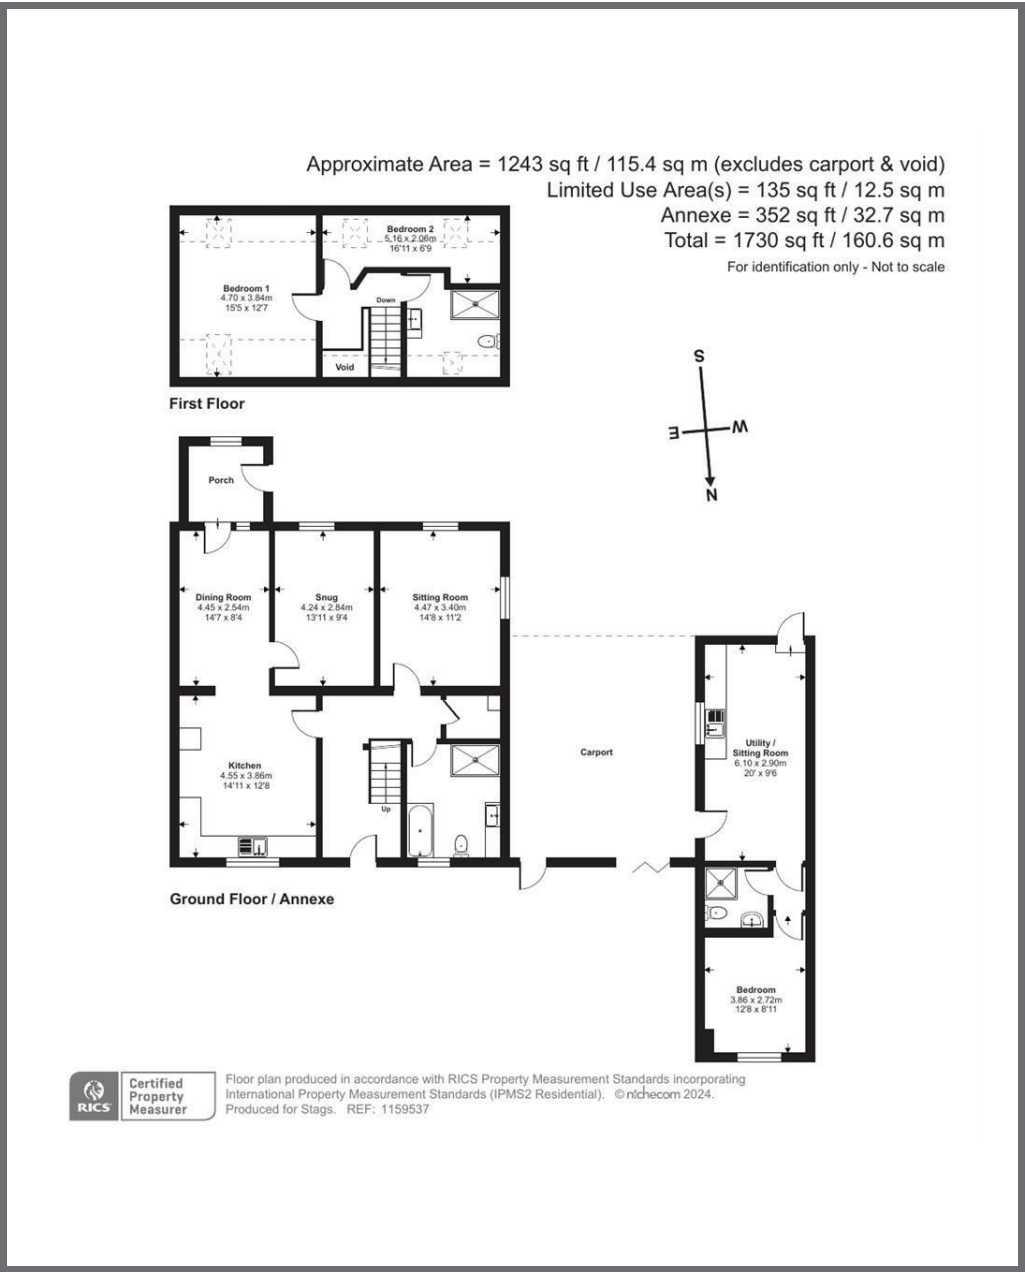 Approximate Area = 1243 sq ft / 115.4 sq m (excludes carport & void)
Limited Use Area(s) = 135 sq ft / 12.5 sq m
Annexe = 352 sq ft / 32.7 sq m
Total = 1730 sq ft / 160.6 sq m
For identification only - Not to scale
Bedroom 2
5.16 x 2.06m
16'11 x 6'9
Bedroom 1
4.70 x 3.84m
15'5 x 12'7
Down
Void
First Floor
S
E
W
N
Porch
Dining Room
4.45 x 2.54m
14'7 x 8'4
Snug
4.24 x 2.84m
13'11 x 9'4
Sitting Room
4.47 x 3.40m
14'8 x 11'2
Kitchen
4.55 x 3.86m
14'11 x 12'8
Up
Carport
Utility /
Sitting Room
6.10 x 2.90m
20' x 9'6
Ground Floor / Annexe
Bedroom
3.86 x 2.72m
12'8 x 8'11
RICS
Certified
Property
Measurer
Floor plan produced in accordance with RICS Property Measurement Standards incorporating
International Property Measurement Standards (IPMS2 Residential). © nichecom 2024.
Produced for Stags. REF: 1159537